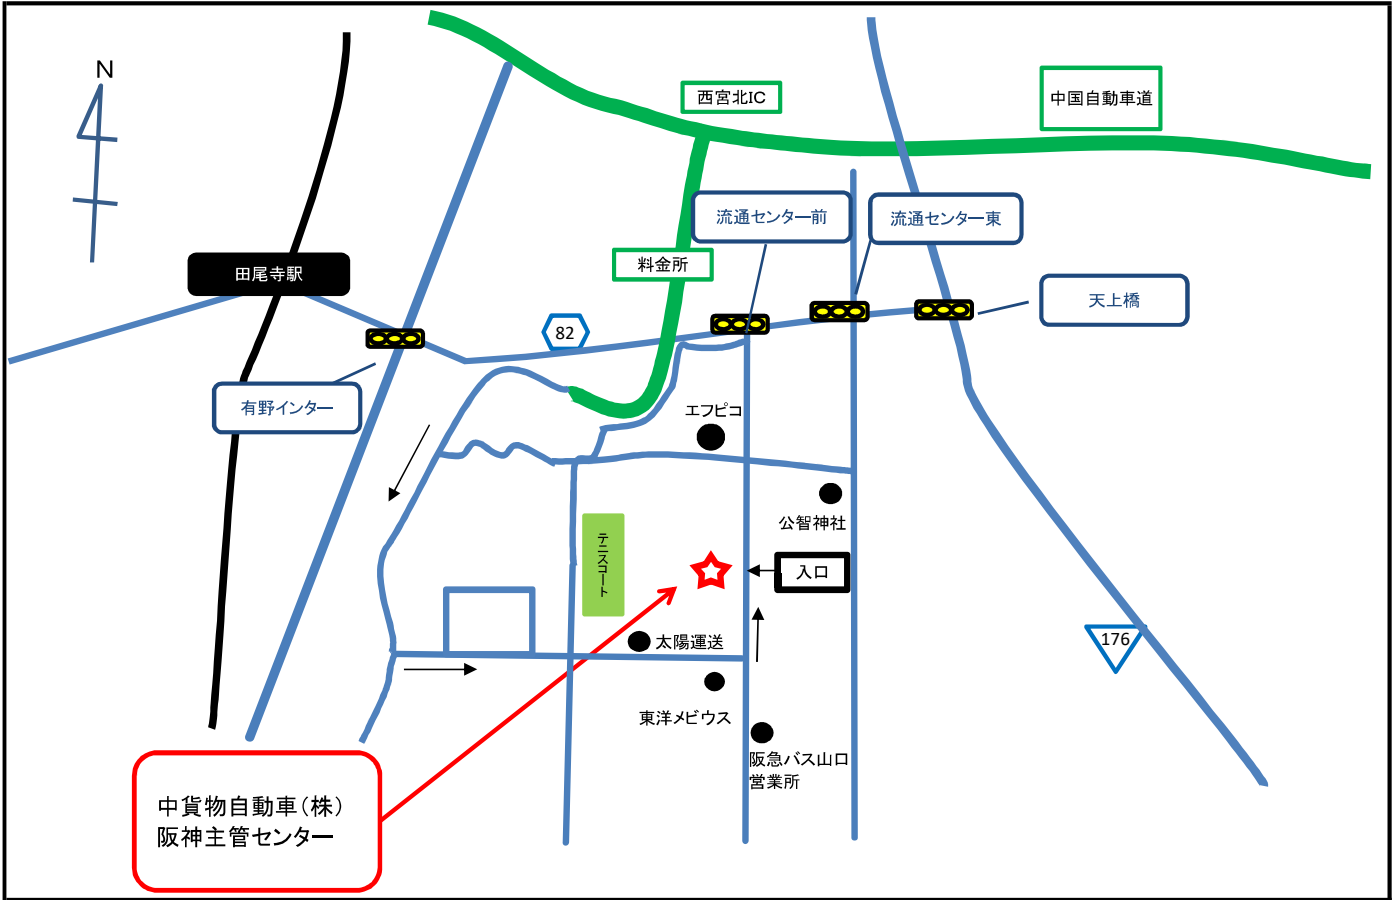 N
西宮北IC
中国自動車道
流通センター前
流通センター東
料金所
田尾寺駅
天上橋
82
有野インター
エフピコ
公智神社
テニスコート
入口
176
太陽運送
東洋メビウス
阪急バス山口
営業所
中貨物自動車(株)
阪神主管センター